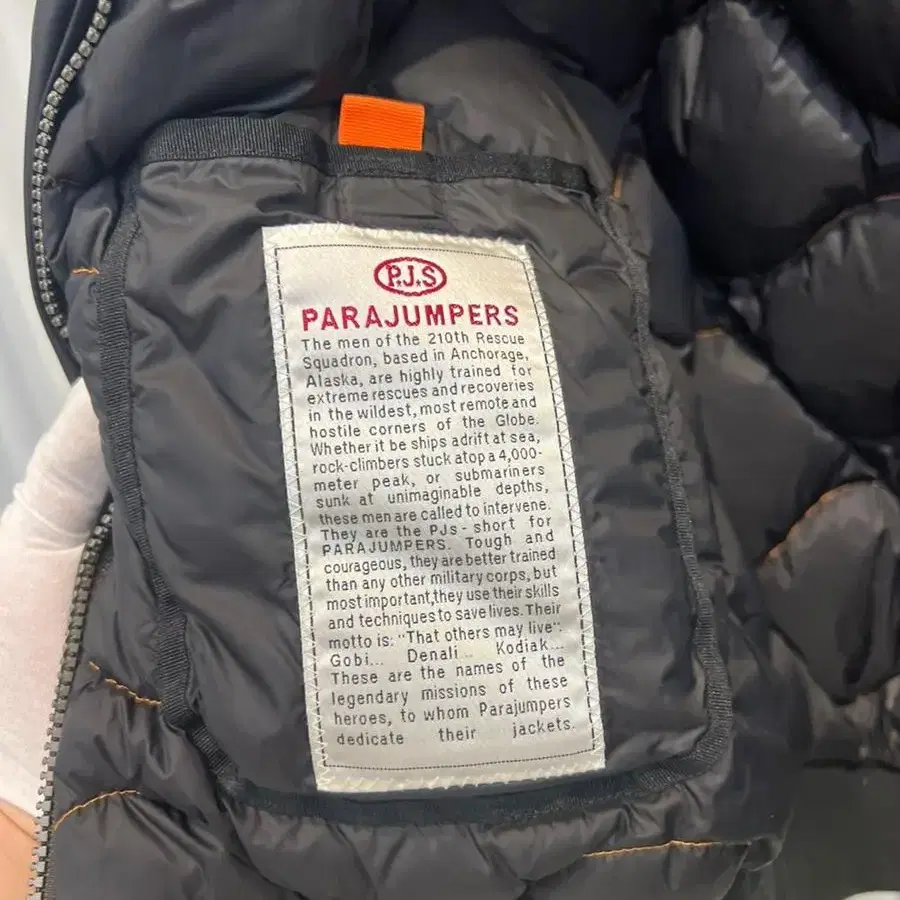 P.J.S
PARAJUMPERS
The men of the 210th Rescue
Squadron, based in Anchorage,
Alaska, are highly trained for
extreme rescues and recoveries
in the wildest, most remote and
hostile corners of the Globe.
Whether it be ships adrift at sea,
rock-climbers stuck atop a 4,000-
meter peak, or submariners
sunk at unimaginable depths,
these men are called to intervene.
They are the PJs - short for
PARAJUMPERS. Tough and
courageous, they are better trained
than any other military corps, but
most important,they use their skills
and techniques to save lives. Their
motto is: "That others may live".
Gobi... Denali... Kodiak...
These are the names of the
legendary missions of these
heroes, to whom Parajumpers
dedicate their jackets.